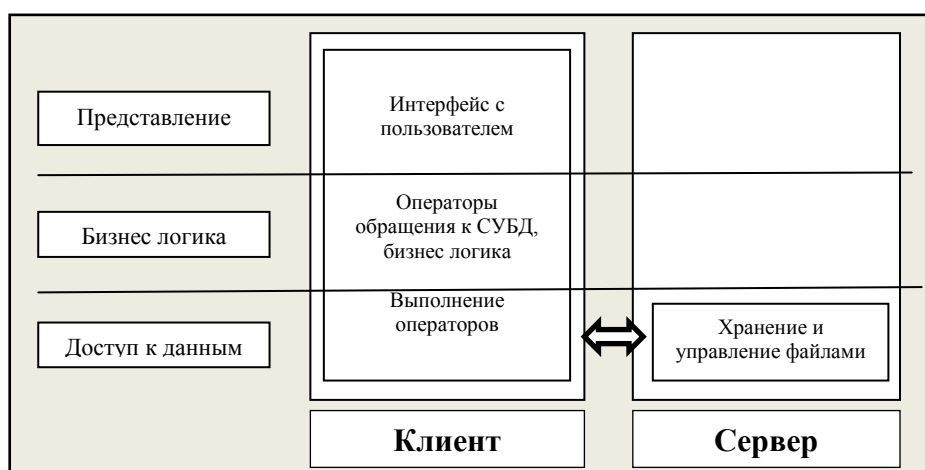 Представление
Интерфейс с
пользователем
Бизнес логика
Операторы
обращения к СУБД,
бизнес логика
Доступ к данным
Выполнение
операторов
Хранение и
управление файлами
Клиент
Сервер